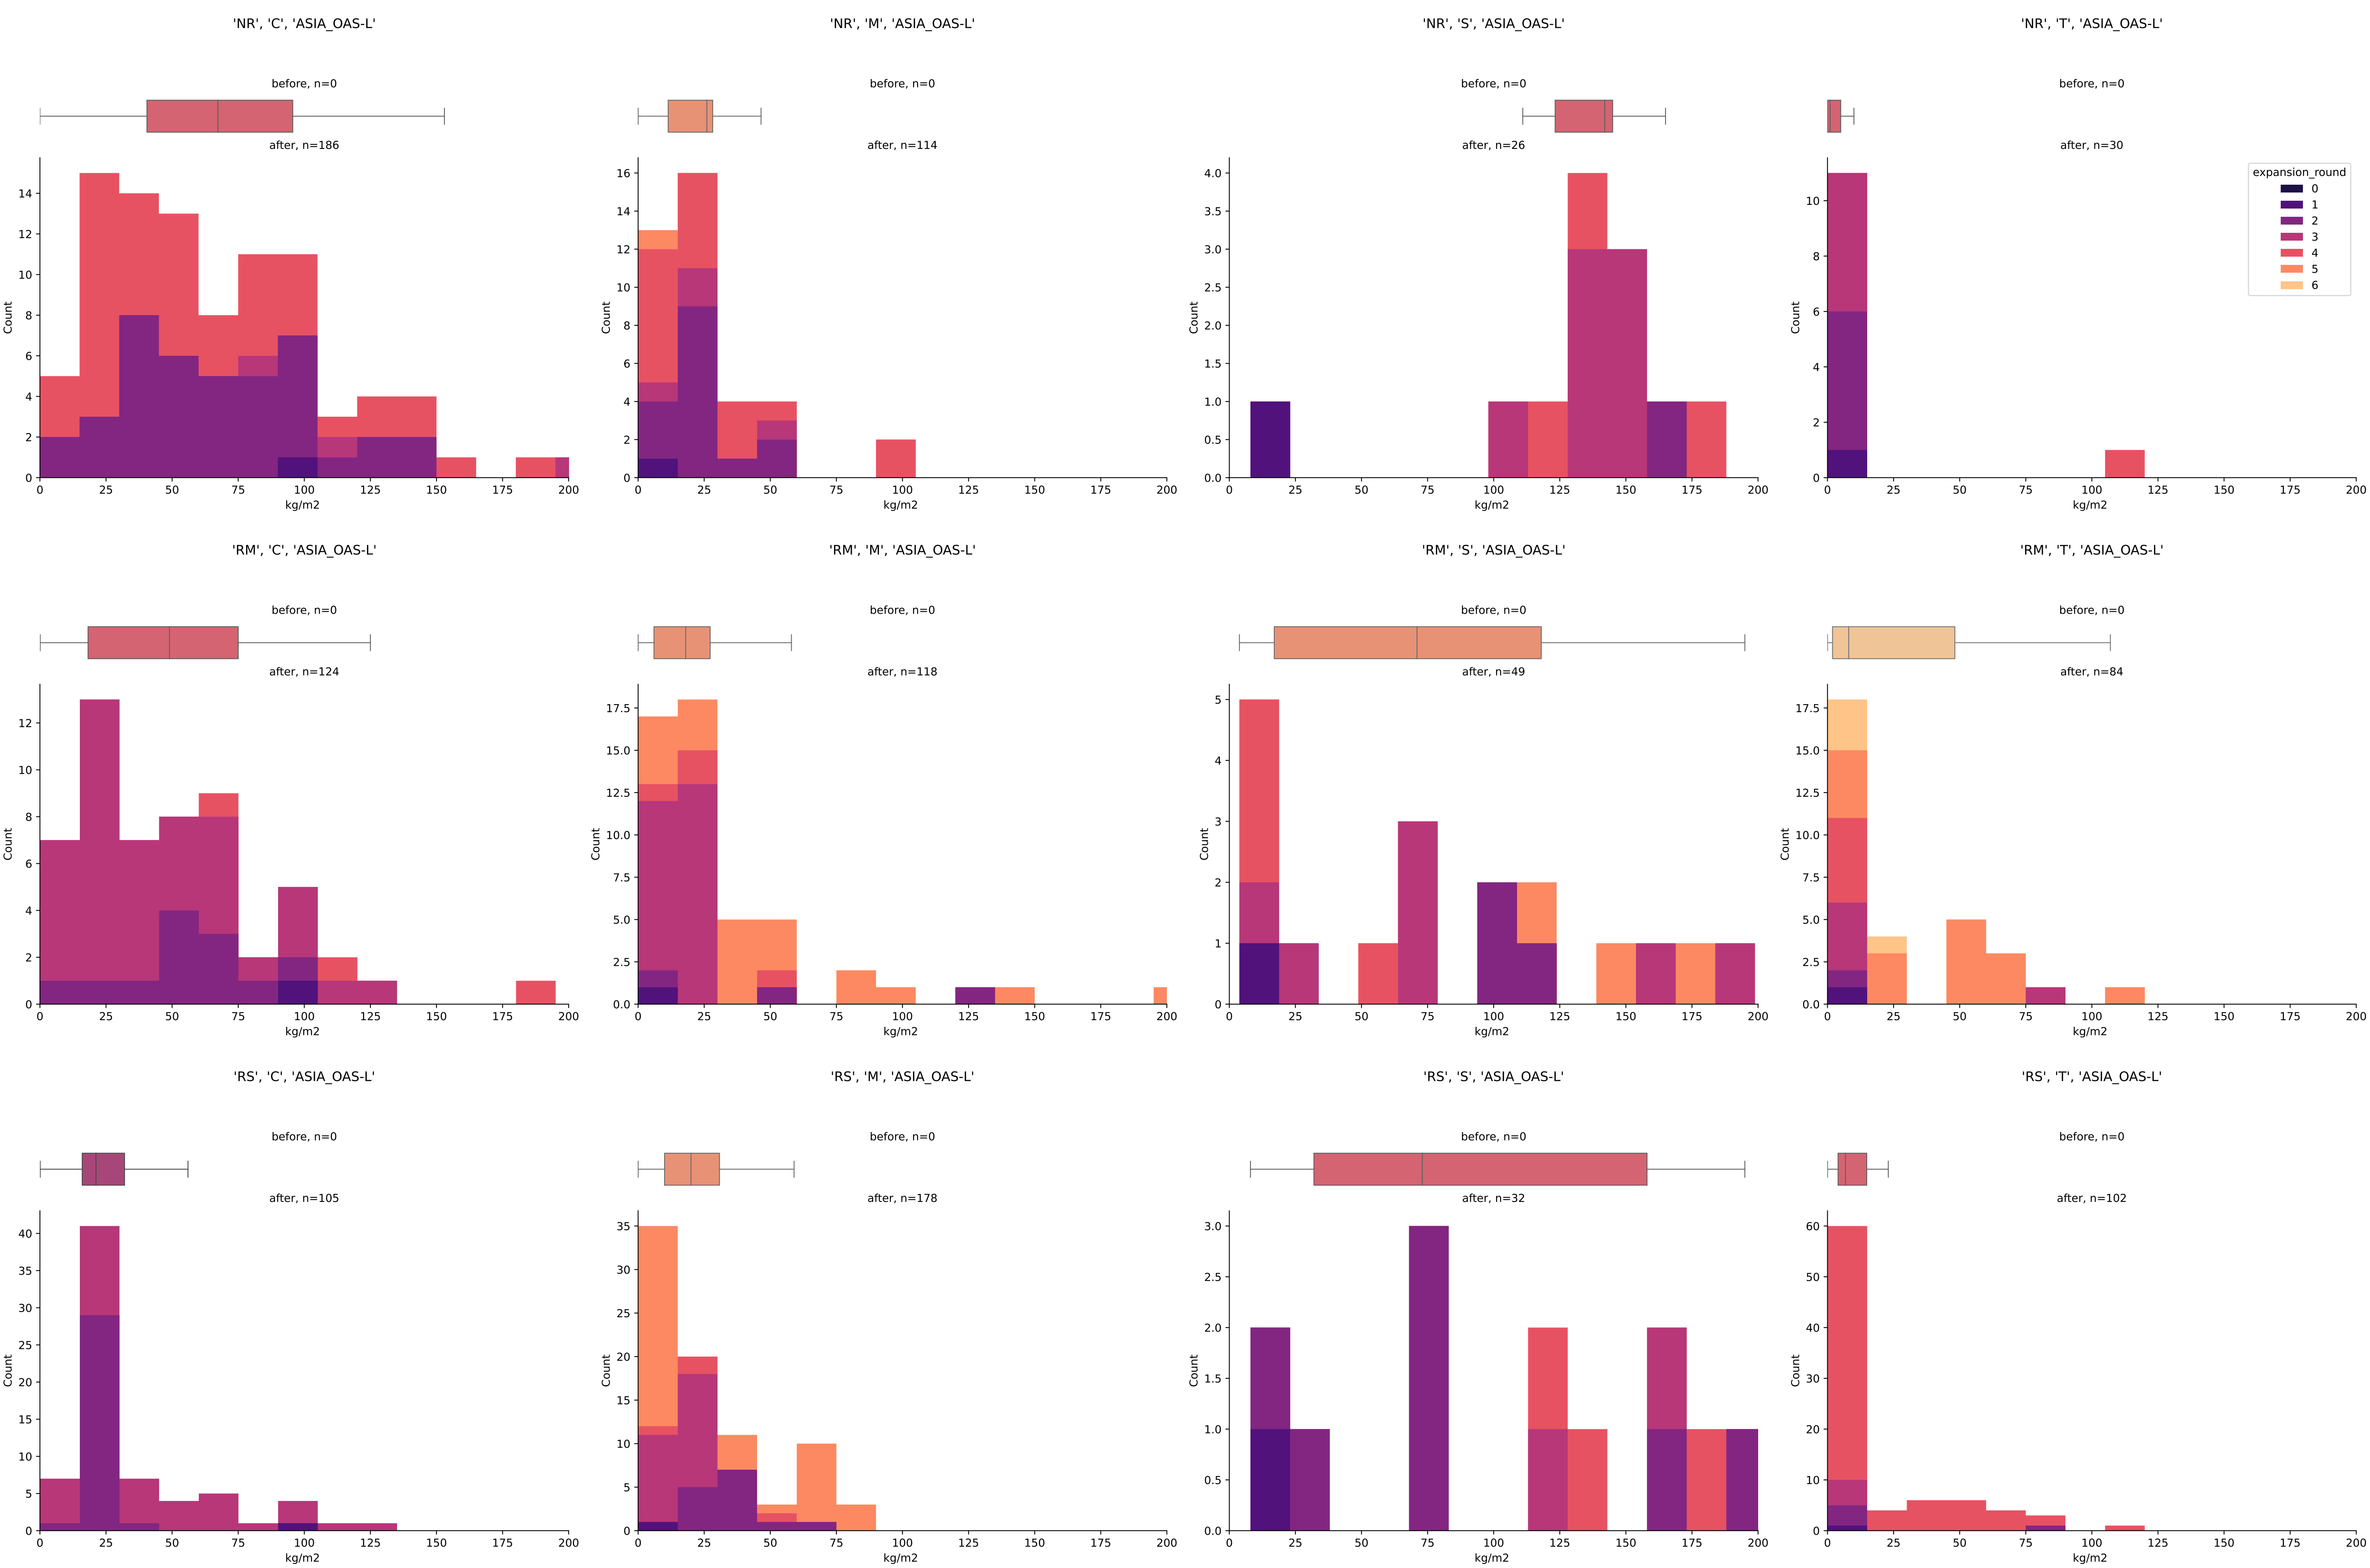 'NR', 'C', 'ASIA_OAS-L'
before, n=0
after, n=186
Count
0 2 4 6 8 10 12 14
0 25 50 75 100 125 150 175 200
kg/m2
'NR', 'M', 'ASIA_OAS-L'
before, n=0
after, n=114
Count
0 2 4 6 8 10 12 14 16
0 25 50 75 100 125 150 175 200
kg/m2
'NR', 'S', 'ASIA_OAS-L'
before, n=0
after, n=26
Count
0.0 0.5 1.0 1.5 2.0 2.5 3.0 3.5 4.0
0 25 50 75 100 125 150 175 200
kg/m2
'NR', 'T', 'ASIA_OAS-L'
before, n=0
after, n=30
Count
0 2 4 6 8 10
0 25 50 75 100 125 150 175 200
kg/m2
expansion_round
0
1
2
3
4
5
6
'RM', 'C', 'ASIA_OAS-L'
before, n=0
after, n=124
Count
0 2 4 6 8 10 12
0 25 50 75 100 125 150 175 200
kg/m2
'RM', 'M', 'ASIA_OAS-L'
before, n=0
after, n=118
Count
0.0 2.5 5.0 7.5 10.0 12.5 15.0 17.5
0 25 50 75 100 125 150 175 200
kg/m2
'RM', 'S', 'ASIA_OAS-L'
before, n=0
after, n=49
Count
0 1 2 3 4 5
0 25 50 75 100 125 150 175 200
kg/m2
'RM', 'T', 'ASIA_OAS-L'
before, n=0
after, n=84
Count
0.0 2.5 5.0 7.5 10.0 12.5 15.0 17.5
0 25 50 75 100 125 150 175 200
kg/m2
'RS', 'C', 'ASIA_OAS-L'
before, n=0
after, n=105
Count
0 5 10 15 20 25 30 35 40
0 25 50 75 100 125 150 175 200
kg/m2
'RS', 'M', 'ASIA_OAS-L'
before, n=0
after, n=178
Count
0 5 10 15 20 25 30 35
0 25 50 75 100 125 150 175 200
kg/m2
'RS', 'S', 'ASIA_OAS-L'
before, n=0
after, n=32
Count
0.0 0.5 1.0 1.5 2.0 2.5 3.0
0 25 50 75 100 125 150 175 200
kg/m2
'RS', 'T', 'ASIA_OAS-L'
before, n=0
after, n=102
Count
0 10 20 30 40 50 60
0 25 50 75 100 125 150 175 200
kg/m2